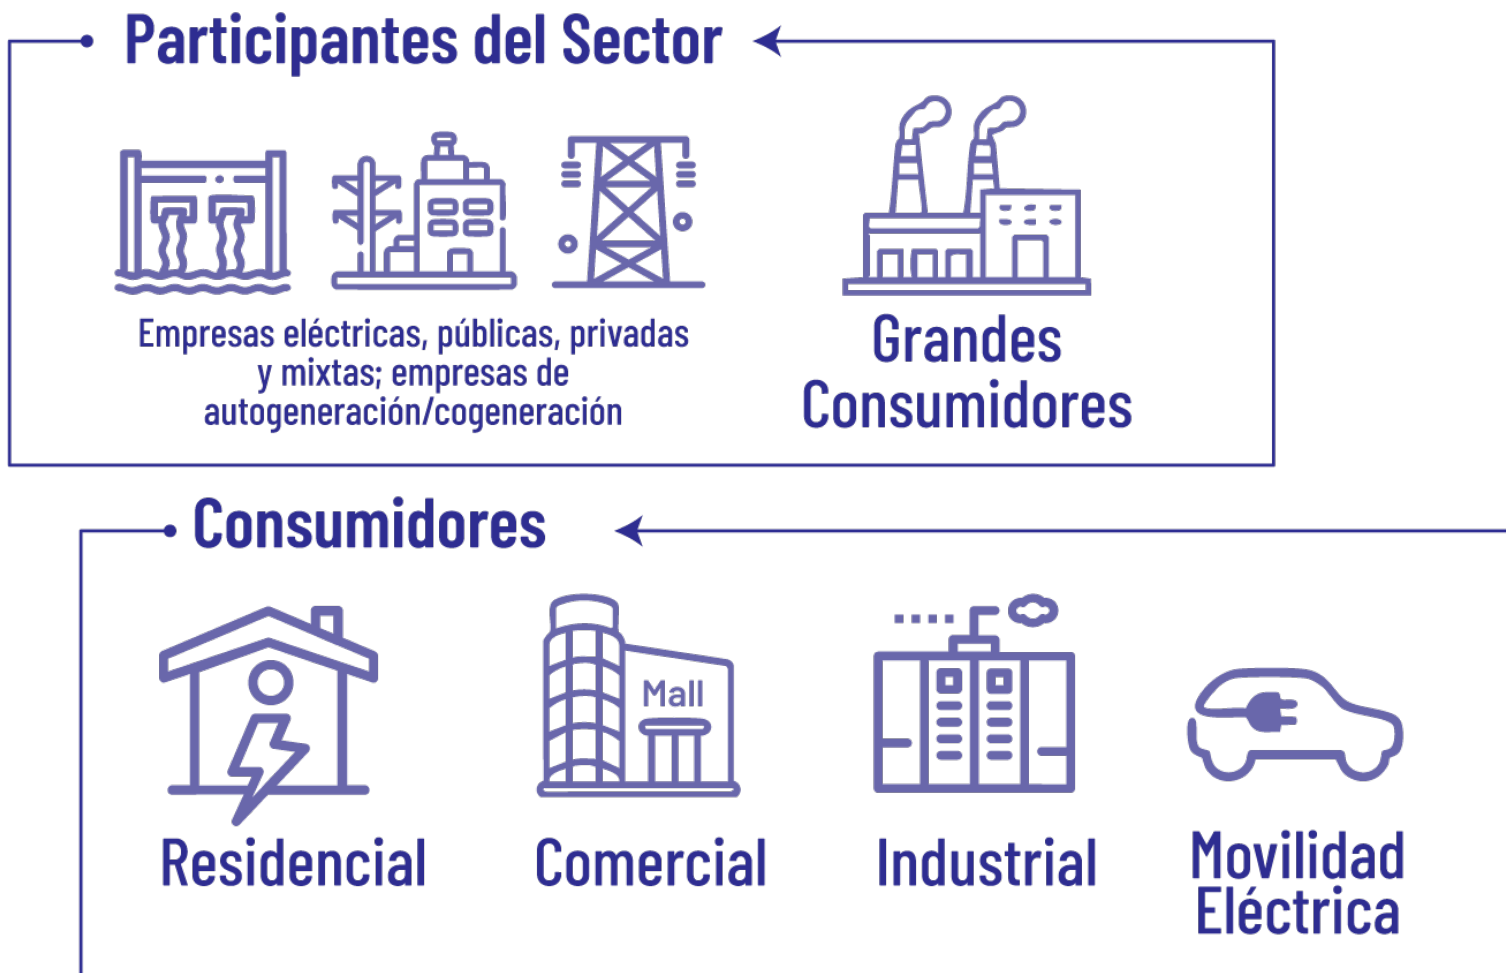 Participantes del Sector
Empresas eléctricas, públicas, privadas
y mixtas; empresas de
autogeneración/cogeneración
Grandes
Consumidores
Consumidores
Mall
Residencial
Comercial
Industrial
Movilidad
Eléctrica